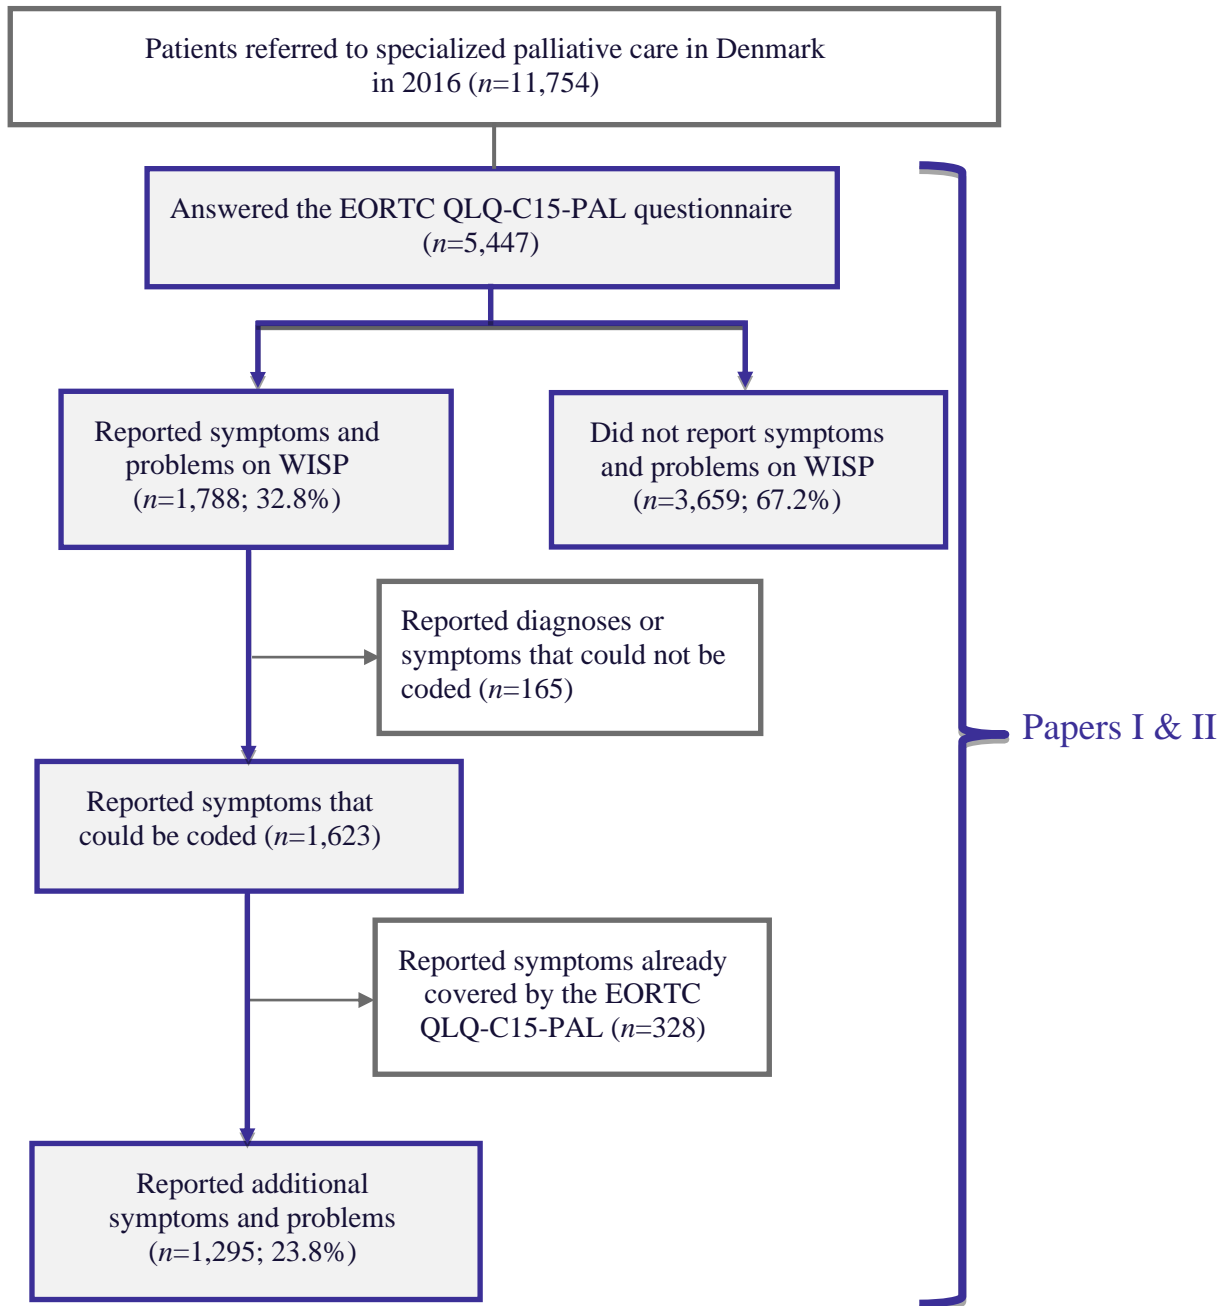 Patients referred to specialized palliative care in Denmark
in 2016 (n=11,754)
Answered the EORTC QLQ-C15-PAL questionnaire
(n=5,447)
Reported symptoms and
problems on WISP
(n=1,788; 32.8%)
Did not report symptoms
and problems on WISP
(n=3,659; 67.2%)
Reported diagnoses or
symptoms that could not be
coded (n=165)
Papers I & II
Reported symptoms that
could be coded (n=1,623)
Reported symptoms already
covered by the EORTC
QLQ-C15-PAL (n=328)
Reported additional
symptoms and problems
(n=1,295; 23.8%)